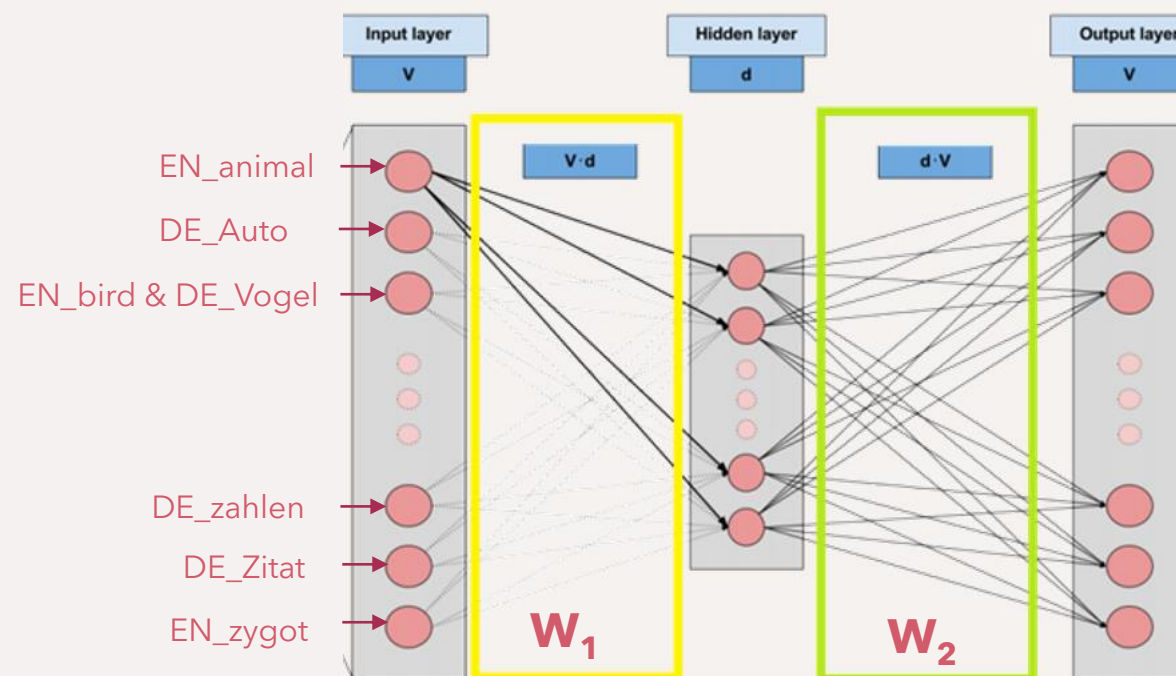 Input layer
Hidden layer
Output layer
V
d
V
V·d
d·V
EN_animal
DE_Auto
EN_bird & DE_Vogel
DE_zahlen
DE_Zitat
EN_zygot
W₁
W₂